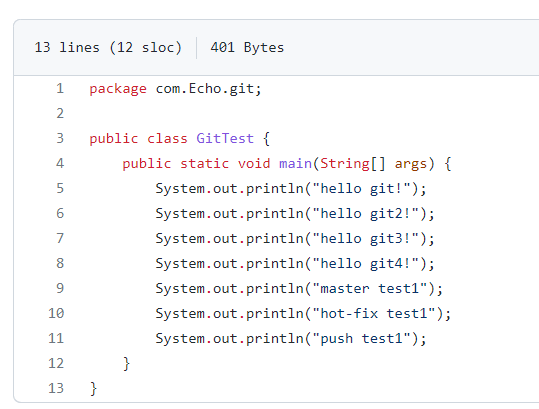 13 lines (12 sloc) 401 Bytes
1 package com.Echo.git;
2
3 public class GitTest {
4     public static void main(String[] args) {
5         System.out.println("hello git!");
6         System.out.println("hello git2!");
7         System.out.println("hello git3!");
8         System.out.println("hello git4!");
9         System.out.println("master test1");
10         System.out.println("hot-fix test1");
11         System.out.println("push test1");
12     }
13 }